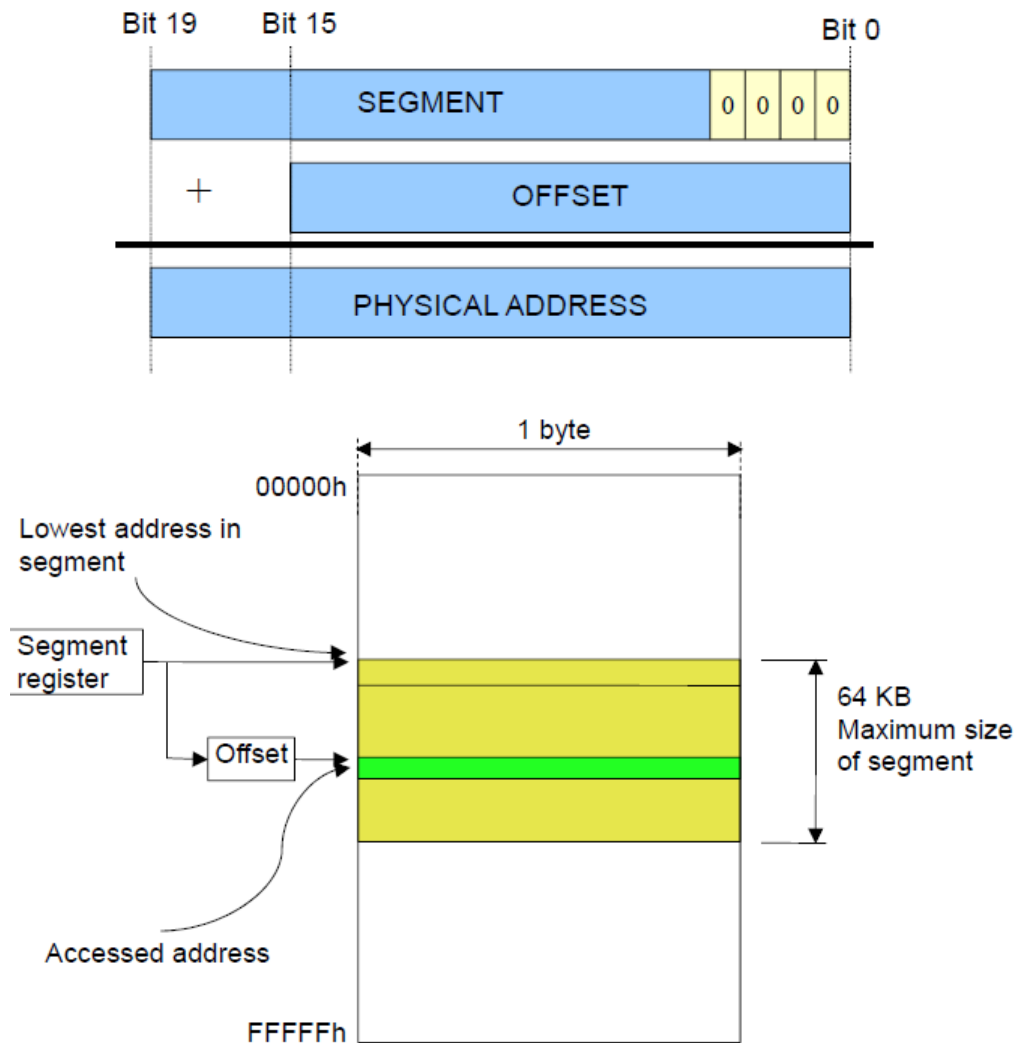 Bit 19
Bit 15
Bit 0
SEGMENT
0 0 0 0
+
OFFSET
PHYSICAL ADDRESS
1 byte
00000h
Lowest address in
segment
Segment
register
64 KB
Maximum size
of segment
Offset
Accessed address
FFFFFh